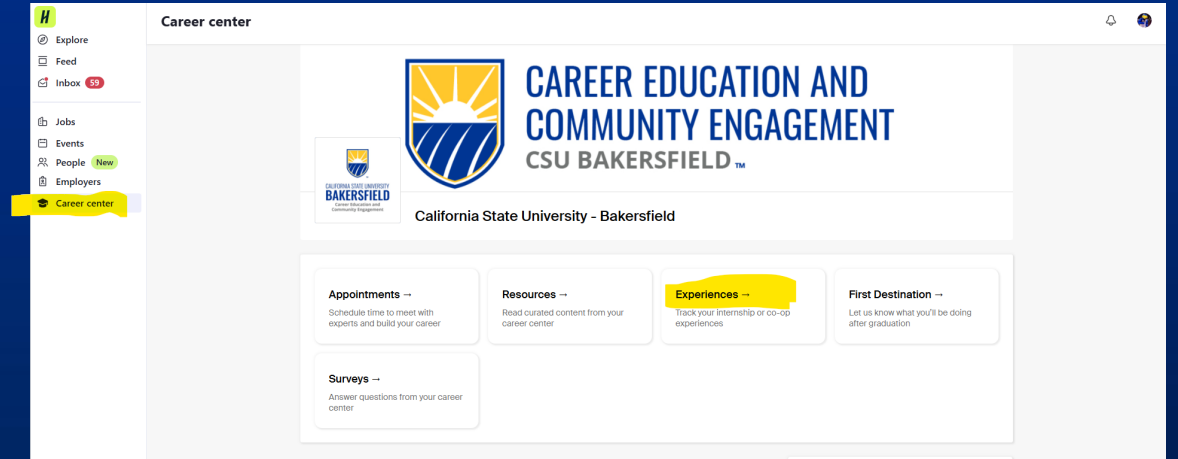 H
Career center
Explore
Feed
Inbox 59
Jobs
Events
People New
Employers
Career center
CAREER EDUCATION AND
COMMUNITY ENGAGEMENT
CSU BAKERSFIELD TM
CALIFORNIA STATE UNIVERSITY
BAKERSFIELD
Career Education and
Community Engagement
California State University - Bakersfield
Appointments →
Schedule time to meet with
experts and build your career
Resources →
Read curated content from your
career center
Experiences →
Track your internship or co-op
experiences
First Destination →
Let us know what you'll be doing
after graduation
Surveys →
Answer questions from your career
center